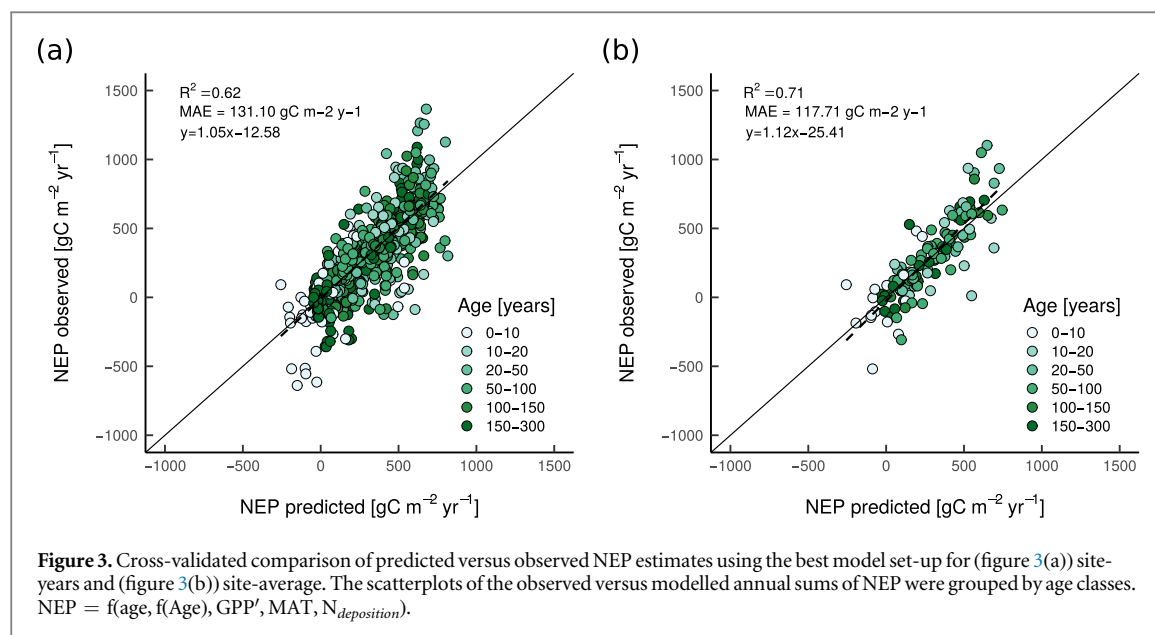 (a)
R² =0.62
MAE = 131.10 gC m-2 y-1
y=1.05x−12.58
1500
1000
500
0
−500
−1000
NEP observed [gC m⁻² yr⁻¹]
Age [years]
0−10
10−20
20−50
50−100
100−150
150−300
−1000 −500 0 500 1000 1500
NEP predicted [gC m⁻² yr⁻¹]
(b)
R² =0.71
MAE = 117.71 gC m-2 y-1
y=1.12x−25.41
1500
1000
500
0
−500
−1000
NEP observed [gC m⁻² yr⁻¹]
Age [years]
0−10
10−20
20−50
50−100
100−150
150−300
−1000 −500 0 500 1000 1500
NEP predicted [gC m⁻² yr⁻¹]
Figure 3. Cross-validated comparison of predicted versus observed NEP estimates using the best model set-up for (figure 3(a)) site-
years and (figure 3(b)) site-average. The scatterplots of the observed versus modelled annual sums of NEP were grouped by age classes.
NEP = f(age, f(Age), GPP′, MAT, N_deposition).